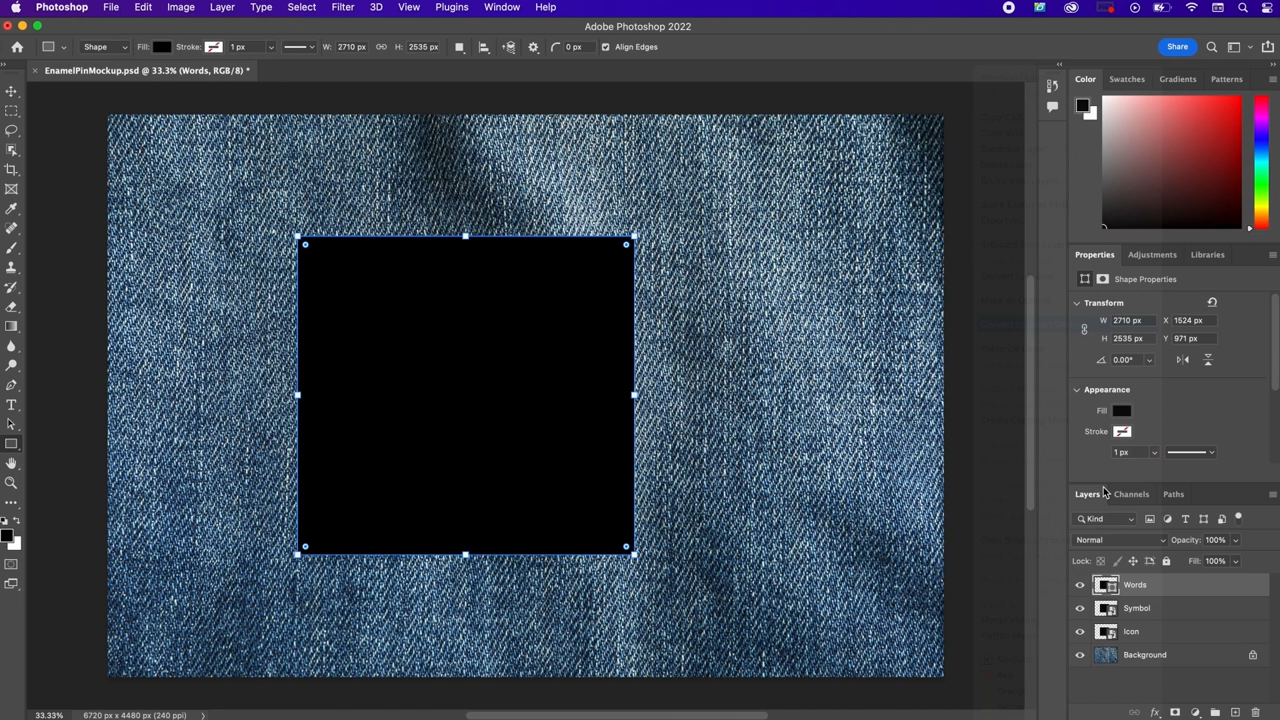 Photoshop File Edit Image Layer Type Select Filter 3D View Plugins Window Help
Adobe Photoshop 2022
Shape Fill: Stroke: 1 px W: 2710 px H: 2535 px 0 px Align Edges Share
EnamelPinMockup.psd @ 33.3% (Words, RGB/8) *
Color Swatches Gradients Patterns
Properties Adjustments Libraries
Shape Properties
Transform
W 2710 px X 1524 px
H 2535 px Y 971 px
0.00°
Appearance
Fill
Stroke
1 px
Layers Channels Paths
Kind
Normal Opacity: 100%
Lock: Fill: 100%
Words
Symbol
Icon
Background
33.33% 6720 px x 4480 px (240 ppi)